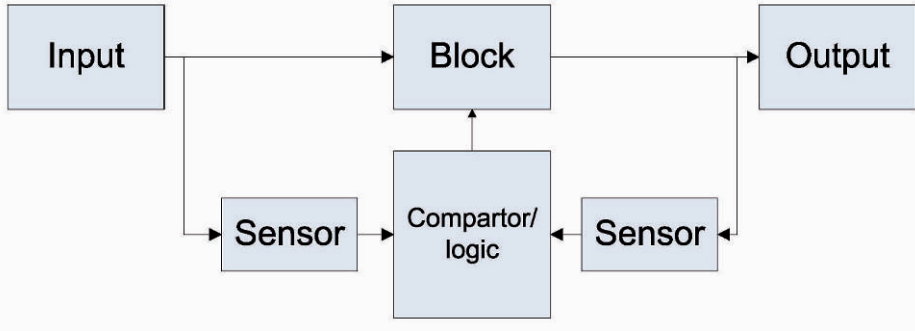 Input
Block
Output
Sensor
Compartor/
logic
Sensor